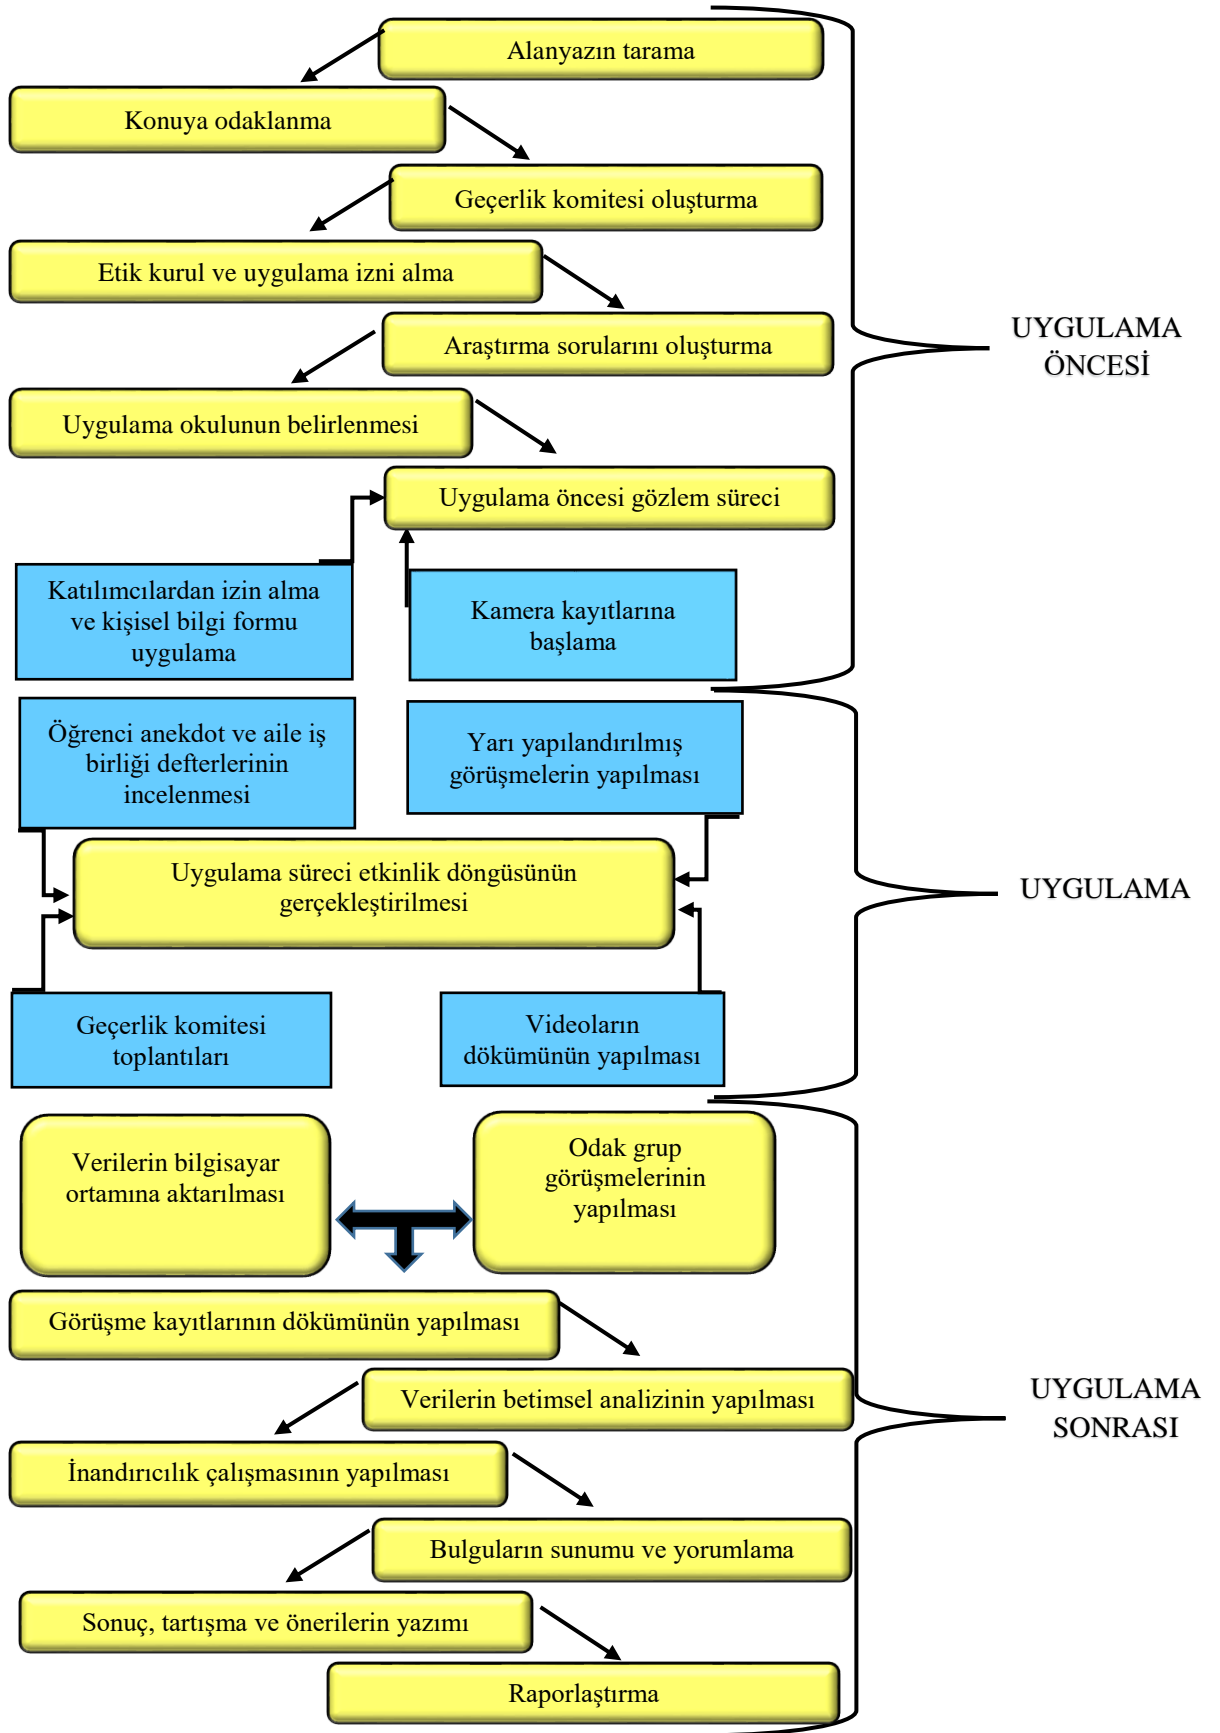 Alanyazın tarama
Konuya odaklanma
Geçerlik komitesi oluşturma
Etik kurul ve uygulama izni alma
Araştırma sorularını oluşturma
UYGULAMA
ÖNCESİ
Uygulama okulunun belirlenmesi
Uygulama öncesi gözlem süreci
Katılımcılardan izin alma
ve kişisel bilgi formu
uygulama
Kamera kayıtlarına
başlama
Öğrenci anekdot ve aile iş
birliği defterlerinin
incelenmesi
Yarı yapılandırılmış
görüşmelerin yapılması
Uygulama süreci etkinlik döngüsünün
gerçekleştirilmesi
UYGULAMA
Geçerlik komitesi
toplantıları
Videoların
dökümünün yapılması
Verilerin bilgisayar
ortamına aktarılması
Odak grup
görüşmelerinin
yapılması
Görüşme kayıtlarının dökümünün yapılması
Verilerin betimsel analizinin yapılması
UYGULAMA
SONRASI
İnandırıcılık çalışmasının yapılması
Bulguların sunumu ve yorumlama
Sonuç, tartışma ve önerilerin yazımı
Raporlaştırma